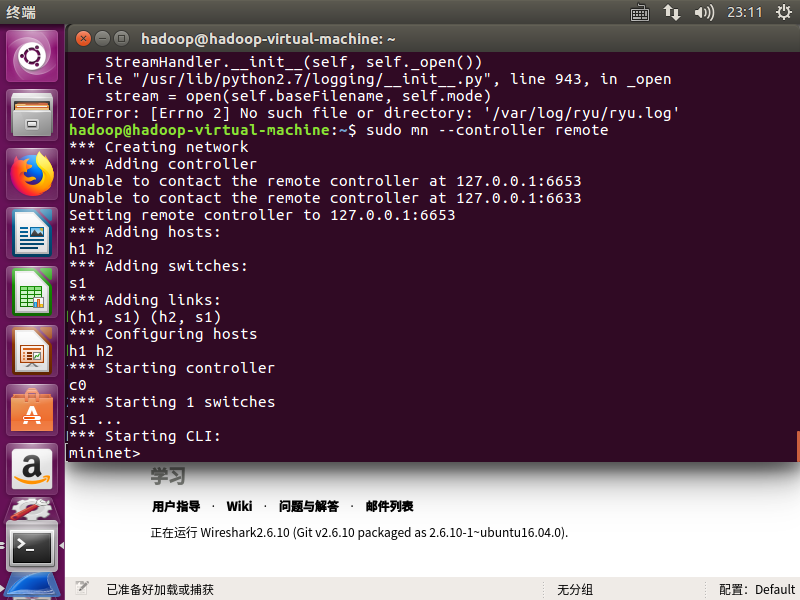 终端
23:11
hadoop@hadoop-virtual-machine: ~
    StreamHandler.__init__(self, self._open())
  File "/usr/lib/python2.7/logging/__init__.py", line 943, in _open
    stream = open(self.baseFilename, self.mode)
IOError: [Errno 2] No such file or directory: '/var/log/ryu/ryu.log'
hadoop@hadoop-virtual-machine:~$ sudo mn --controller remote
*** Creating network
*** Adding controller
Unable to contact the remote controller at 127.0.0.1:6653
Unable to contact the remote controller at 127.0.0.1:6633
Setting remote controller to 127.0.0.1:6653
*** Adding hosts:
h1 h2
*** Adding switches:
s1
*** Adding links:
(h1, s1) (h2, s1)
*** Configuring hosts
h1 h2
*** Starting controller
c0
*** Starting 1 switches
s1 ...
*** Starting CLI:
mininet>
学习
用户指导 · Wiki · 问题与解答 · 邮件列表
正在运行 Wireshark2.6.10 (Git v2.6.10 packaged as 2.6.10-1~ubuntu16.04.0).
已准备好加载或捕获
无分组
配置：Default